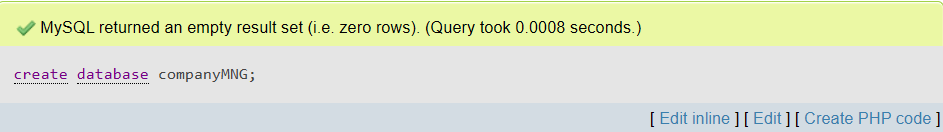 MySQL returned an empty result set (i.e. zero rows). (Query took 0.0008 seconds.)
create database companyMNG;
[ Edit inline ] [ Edit ] [ Create PHP code ]